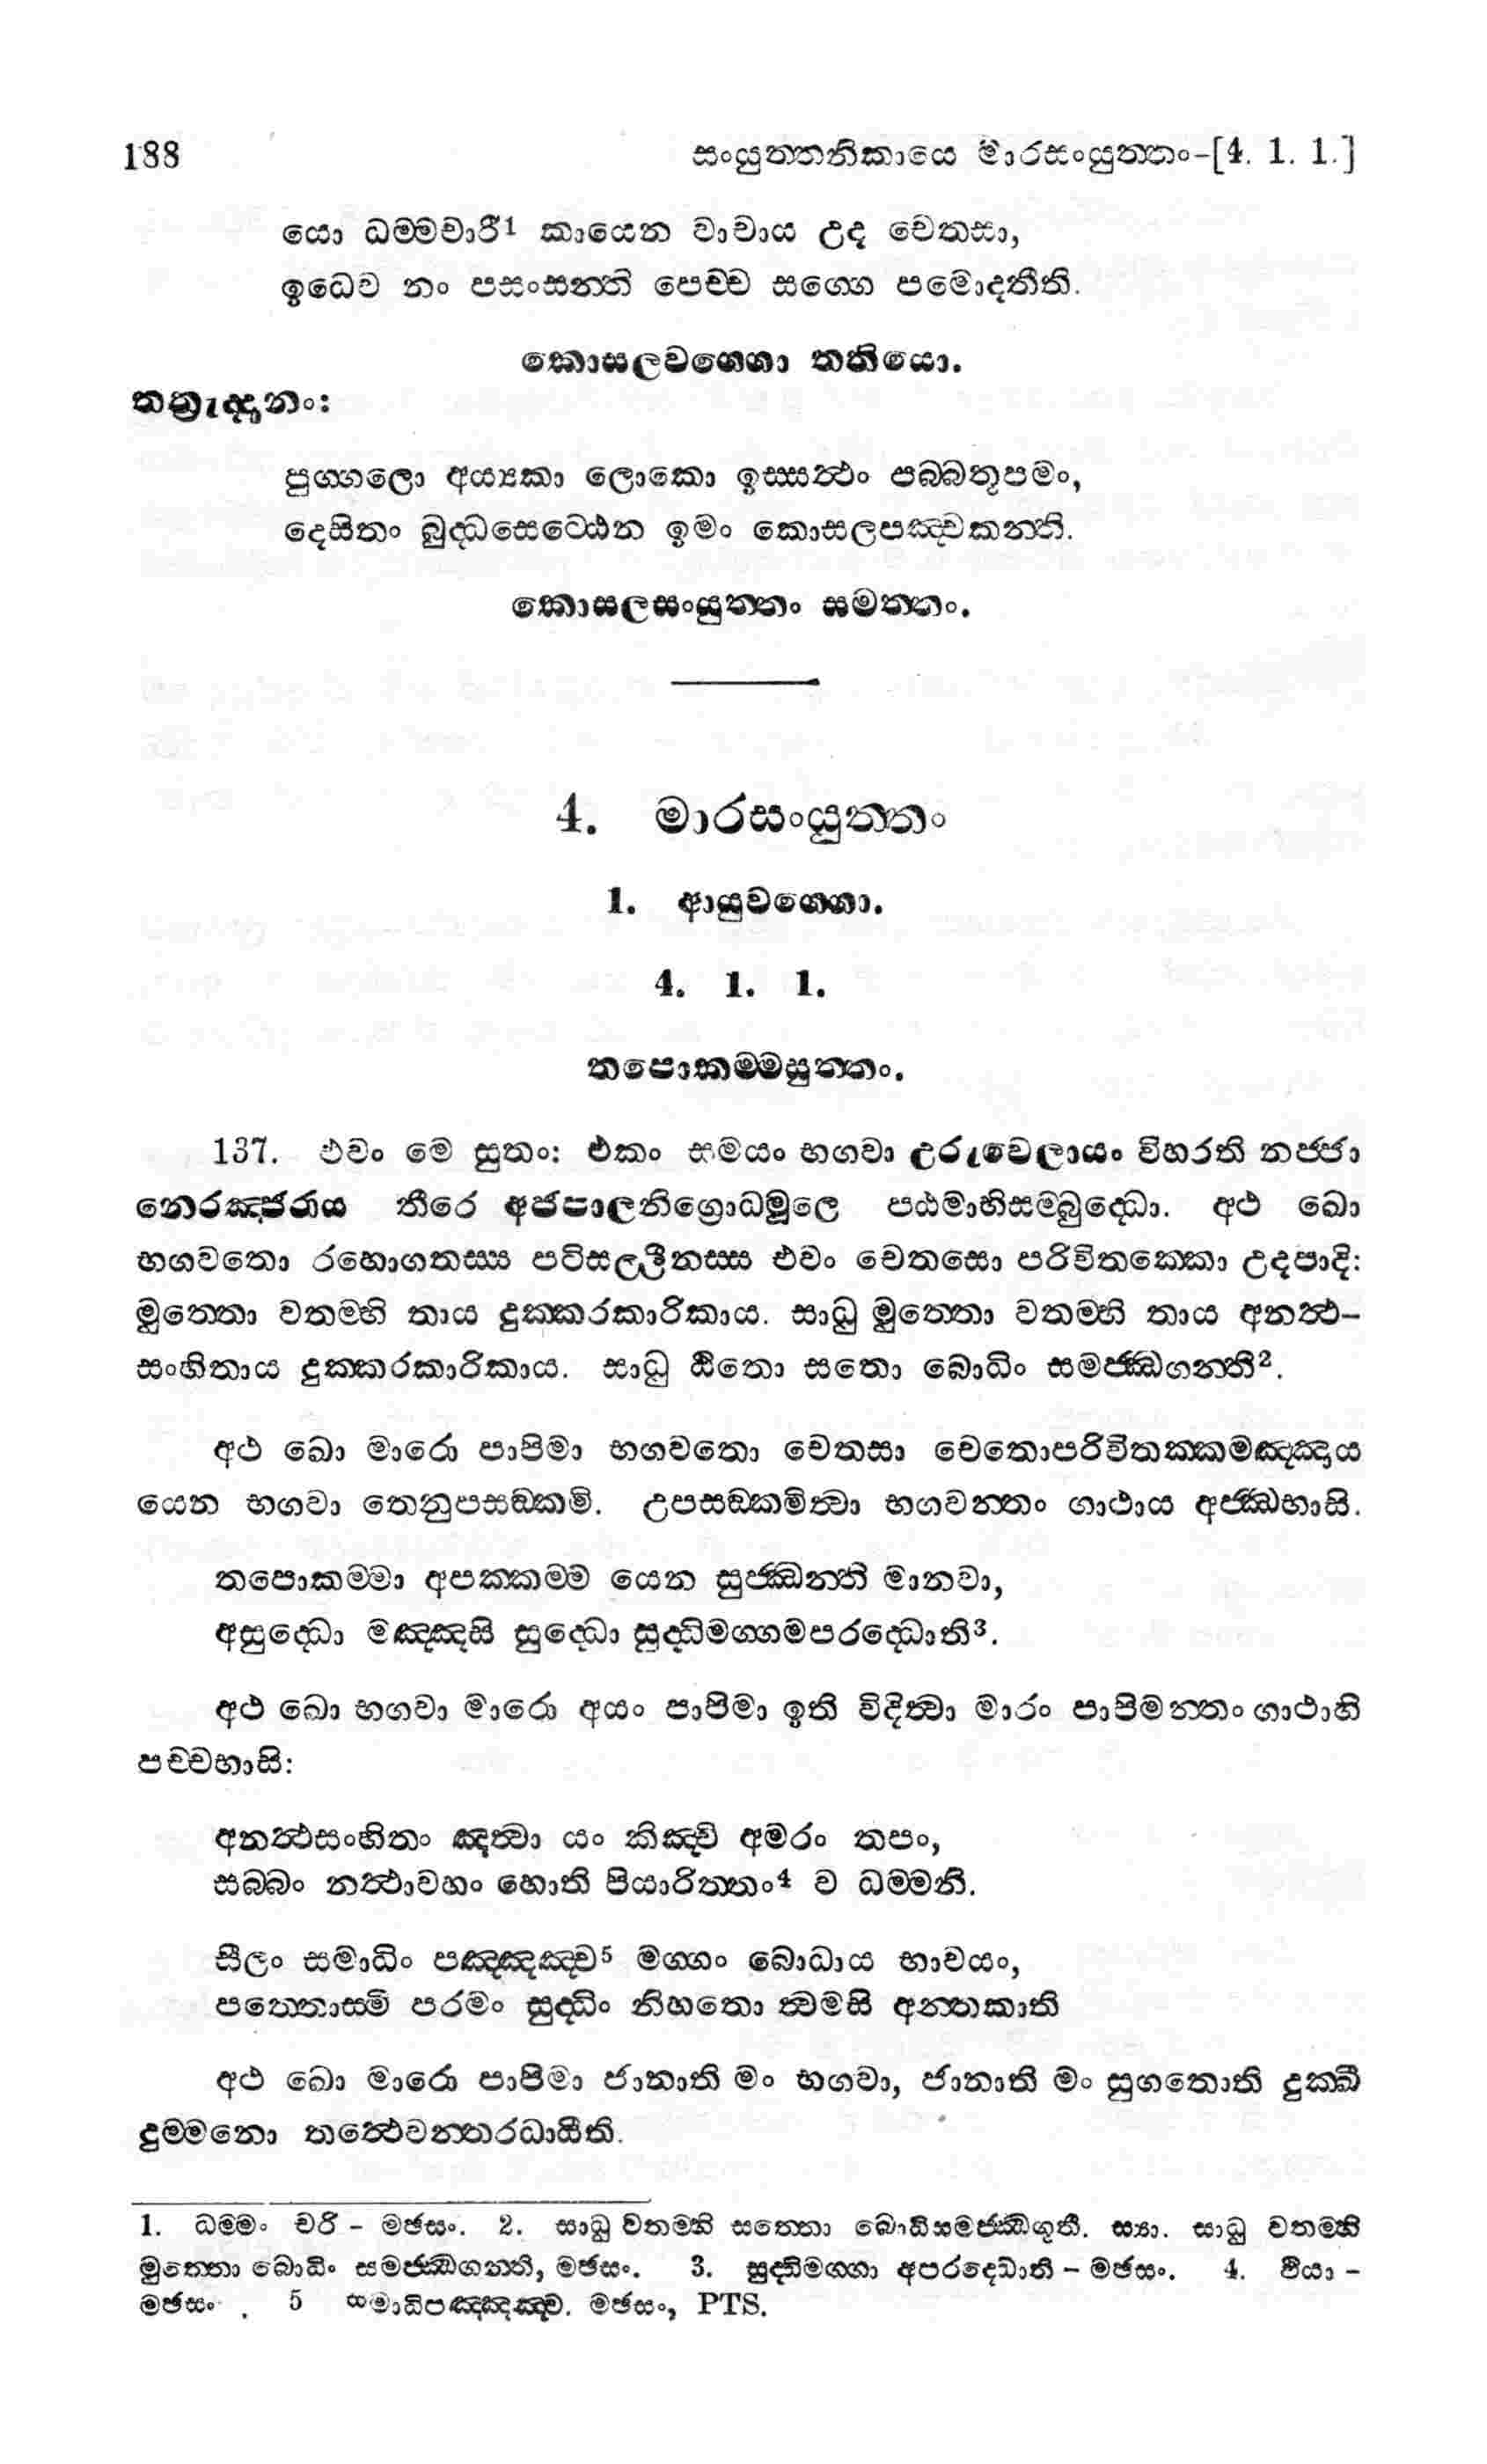 188 සංයුත්තනිකායෙ මාරසංයුත්තං-[4. 1. 1.]
යො ධම්මචාරී1 කායෙන වාචාය උද චෙතසා,
ඉධෙව නං පසංසන්ති පෙච්ච සග්ගෙ පමොදතීති.
කොසලවග්ගො තතියො.
තත්‍රැද්දානං:
පුග්ගලො අය්‍යකා ලොකො ඉස්සත්ථං පබ්බතූපමං,
දෙසිතං බුද්ධසෙට්ඨෙන ඉමං කොසලපඤ්චකන්ති.
කොසලසංයුත්තං සමත්තං.
4. මාරසංයුත්තං
1. ආයුවග්ගො.
4. 1. 1.
තපොකම්මසුත්තං.
137. එවං මෙ සුතං: එකං සමයං භගවා උරුවෙලායං විහරති නජ්ජා
නෙරඤ්ජරාය තීරෙ අජපාලනිග්‍රොධමූලෙ පඨමාභිසම්බුද්ධො. අථ ඛො
භගවතො රහොගතස්ස පටිසල්ලීනස්ස එවං චෙතසො පරිවිතක්කො උදපාදි:
මුත්තො වතම්හි තාය දුක්කරකාරිකාය. සාධු මුත්තො වතම්හි තාය අනත්ථ-
සංහිතාය දුක්කරකාරිකාය. සාධු ඨිතො සතො බොධිං සමජ්ඣගන්ති2.
අථ ඛො මාරො පාපිමා භගවතො චෙතසා චෙතොපරිවිතක්කමඤ්ඤාය
යෙන භගවා තෙනුපසඞ්කමි. උපසඞ්කමිත්‍වා භගවන්තං ගාථාය අජ්ඣභාසි.
තපොකම්මා අපක්කම්ම යෙන සුජ්ඣන්ති මානවා,
අසුද්ධො මඤ්ඤසි සුද්ධො සුද්ධිමග්ගමපරද්ධොති3.
අථ ඛො භගවා මාරො අයං පාපිමා ඉති විදිත්‍වා මාරං පාපිමන්තං ගාථාහි
පච්චභාසි:
අනත්ථසංහිතං ඤත්‍වා යං කිඤ්චි අමරං තපං,
සබ්බං නත්ථාවහං හොති පියාරිත්තං4 ව ධම්මනි.
සීලං සමාධිං පඤ්ඤඤ්ච5 මග්ගං බොධාය භාවයං,
පත්තොස්මි පරමං සුද්ධිං නිහතො ත්‍වමසි අන්තකාති
අථ ඛො මාරො පාපිමා ජානාති මං භගවා, ජානාති මං සුගතොති දුක්ඛී
දුම්මනො තත්ථෙවන්තරධායීති.
1. ධම්මං චරි - මඡසං. 2. සාධු වතම්හි සත්තො බොධිසමජ්ඣගූති. ස්‍යා. සාධු වතම්හි
මුත්තො බොධිං සමජ්ඣගන්ති, මඡසං. 3. සුද්ධිමග්ගා අපරද්ධොති - මඡසං. 4. ඵියා -
මඡසං . 5 සමාධිපඤ්ඤඤ්ච. මඡසං, PTS.